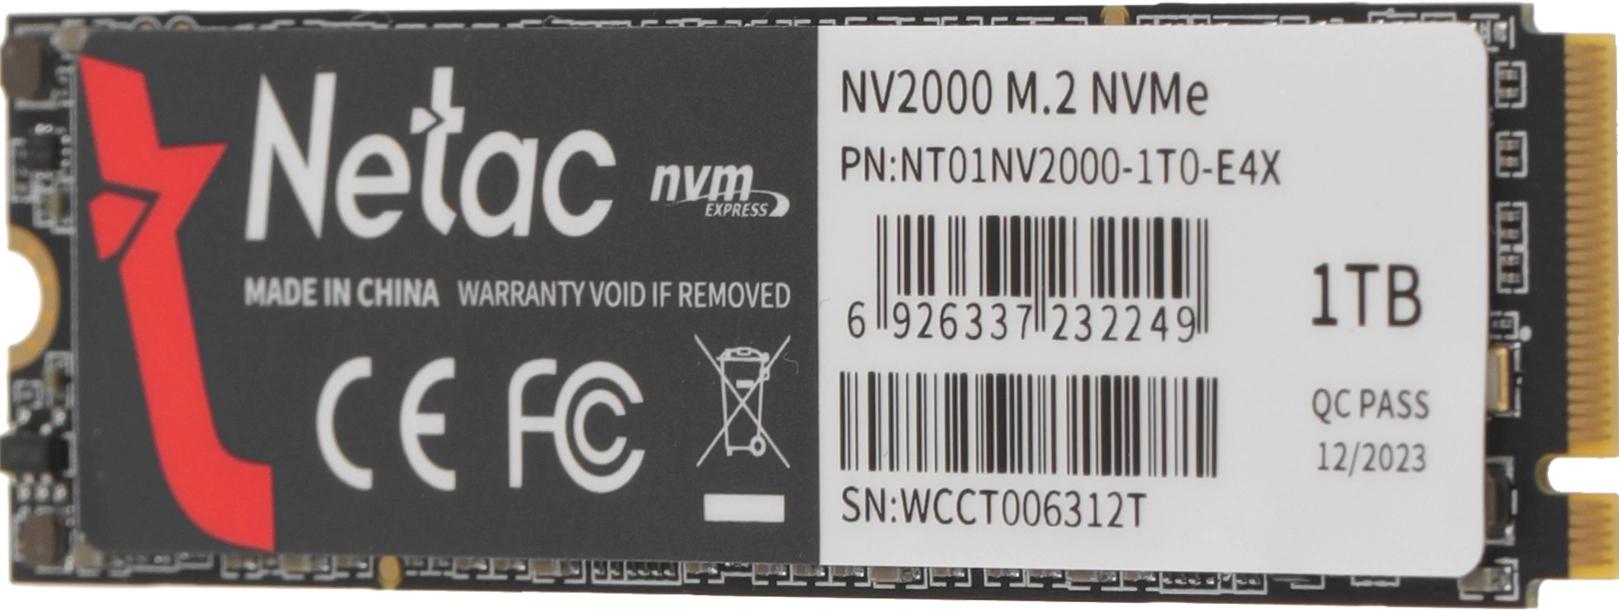 Netac
nvm
EXPRESS
MADE IN CHINA WARRANTY VOID IF REMOVED
CE FC
NV2000 M.2 NVMe
PN:NT01NV2000-1T0-E4X
6 926337 232249
1TB
SN:WCCT006312T
QC PASS
12/2023